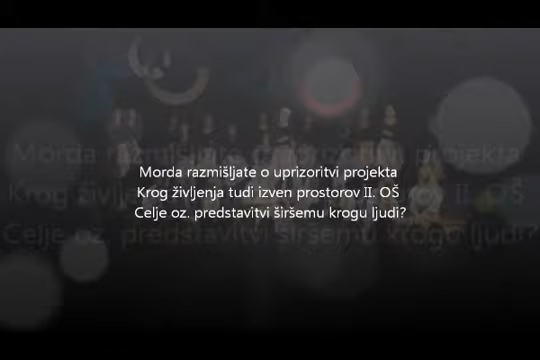 Morda razmišljate o uprizoritvi projekta
Krog življenja tudi izven prostorov II. OŠ
Celje oz. predstavitvi širšemu krogu ljudi?